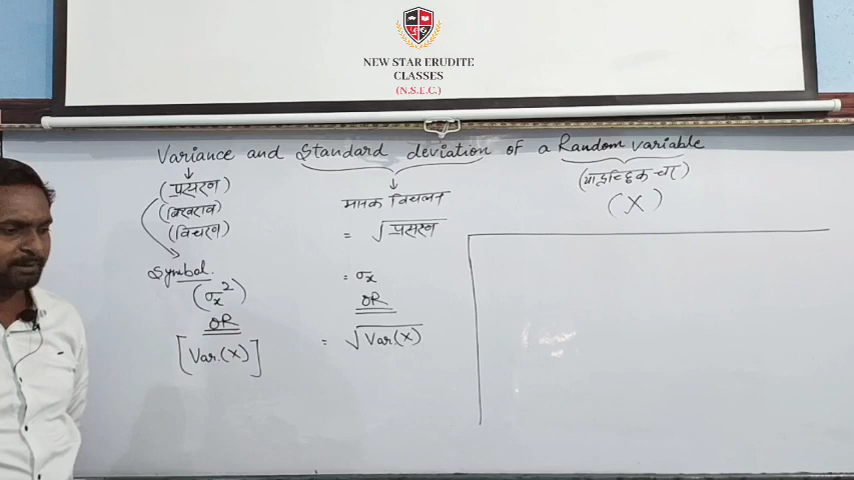 NEW STAR ERUDITE
CLASSES
(N.S.E.C.)
Variance and Standard deviation of a Random variable
(प्रसरण)
(बिखराव)
(विचरण)
Symbol.
(σx²)
OR
[Var.(X)]
मानक विचलन
= √प्रसरण
= σx
OR
= √Var.(X)
(यादृच्छिक चर)
(X)